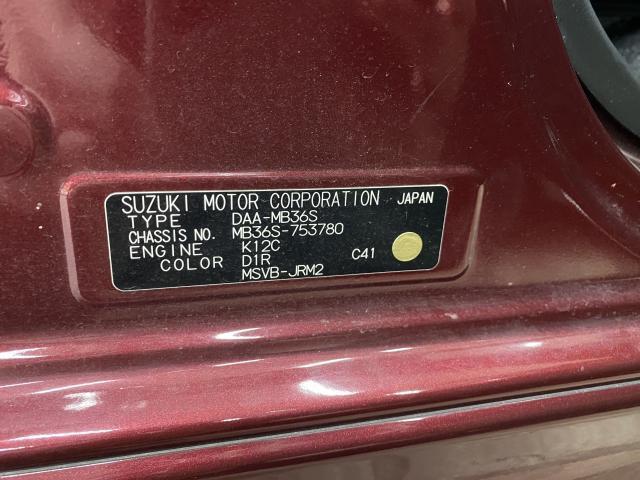 SUZUKI MOTOR CORPORATION JAPAN
TYPE DAA-MB36S
CHASSIS NO. MB36S-753780
ENGINE K12C
COLOR D1R C41
MSVB-JRM2